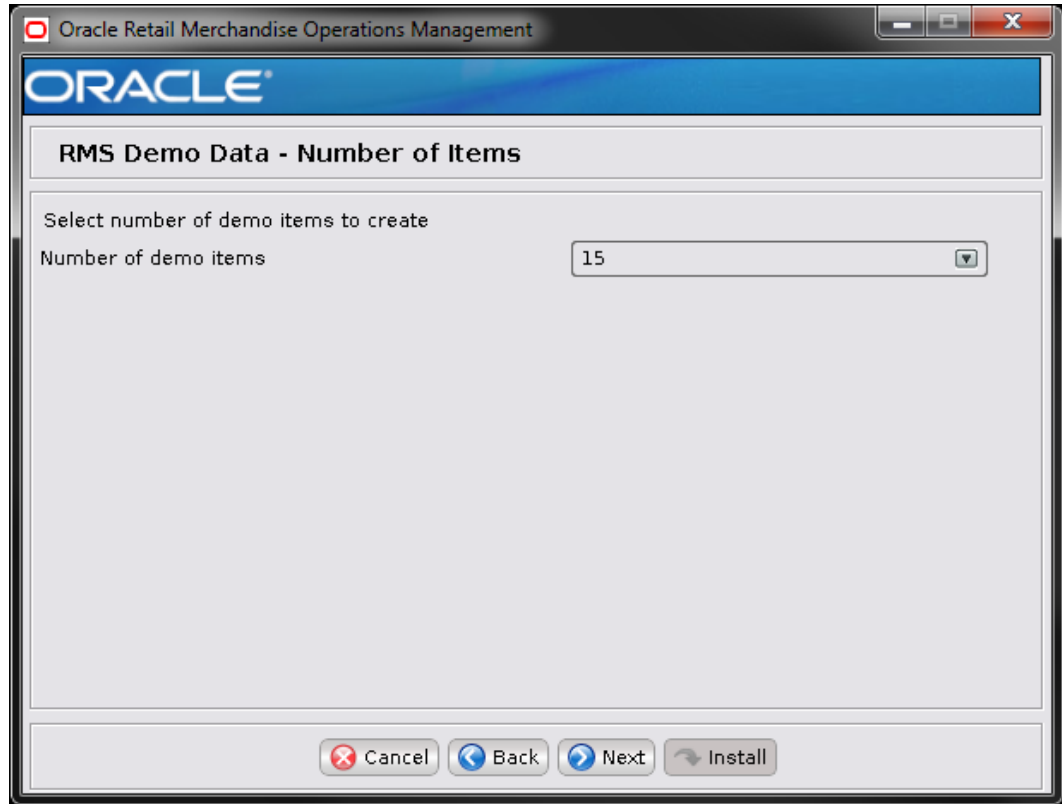 Oracle Retail Merchandise Operations Management
ORACLE®
RMS Demo Data - Number of Items
Select number of demo items to create
Number of demo items 15
Cancel Back Next Install